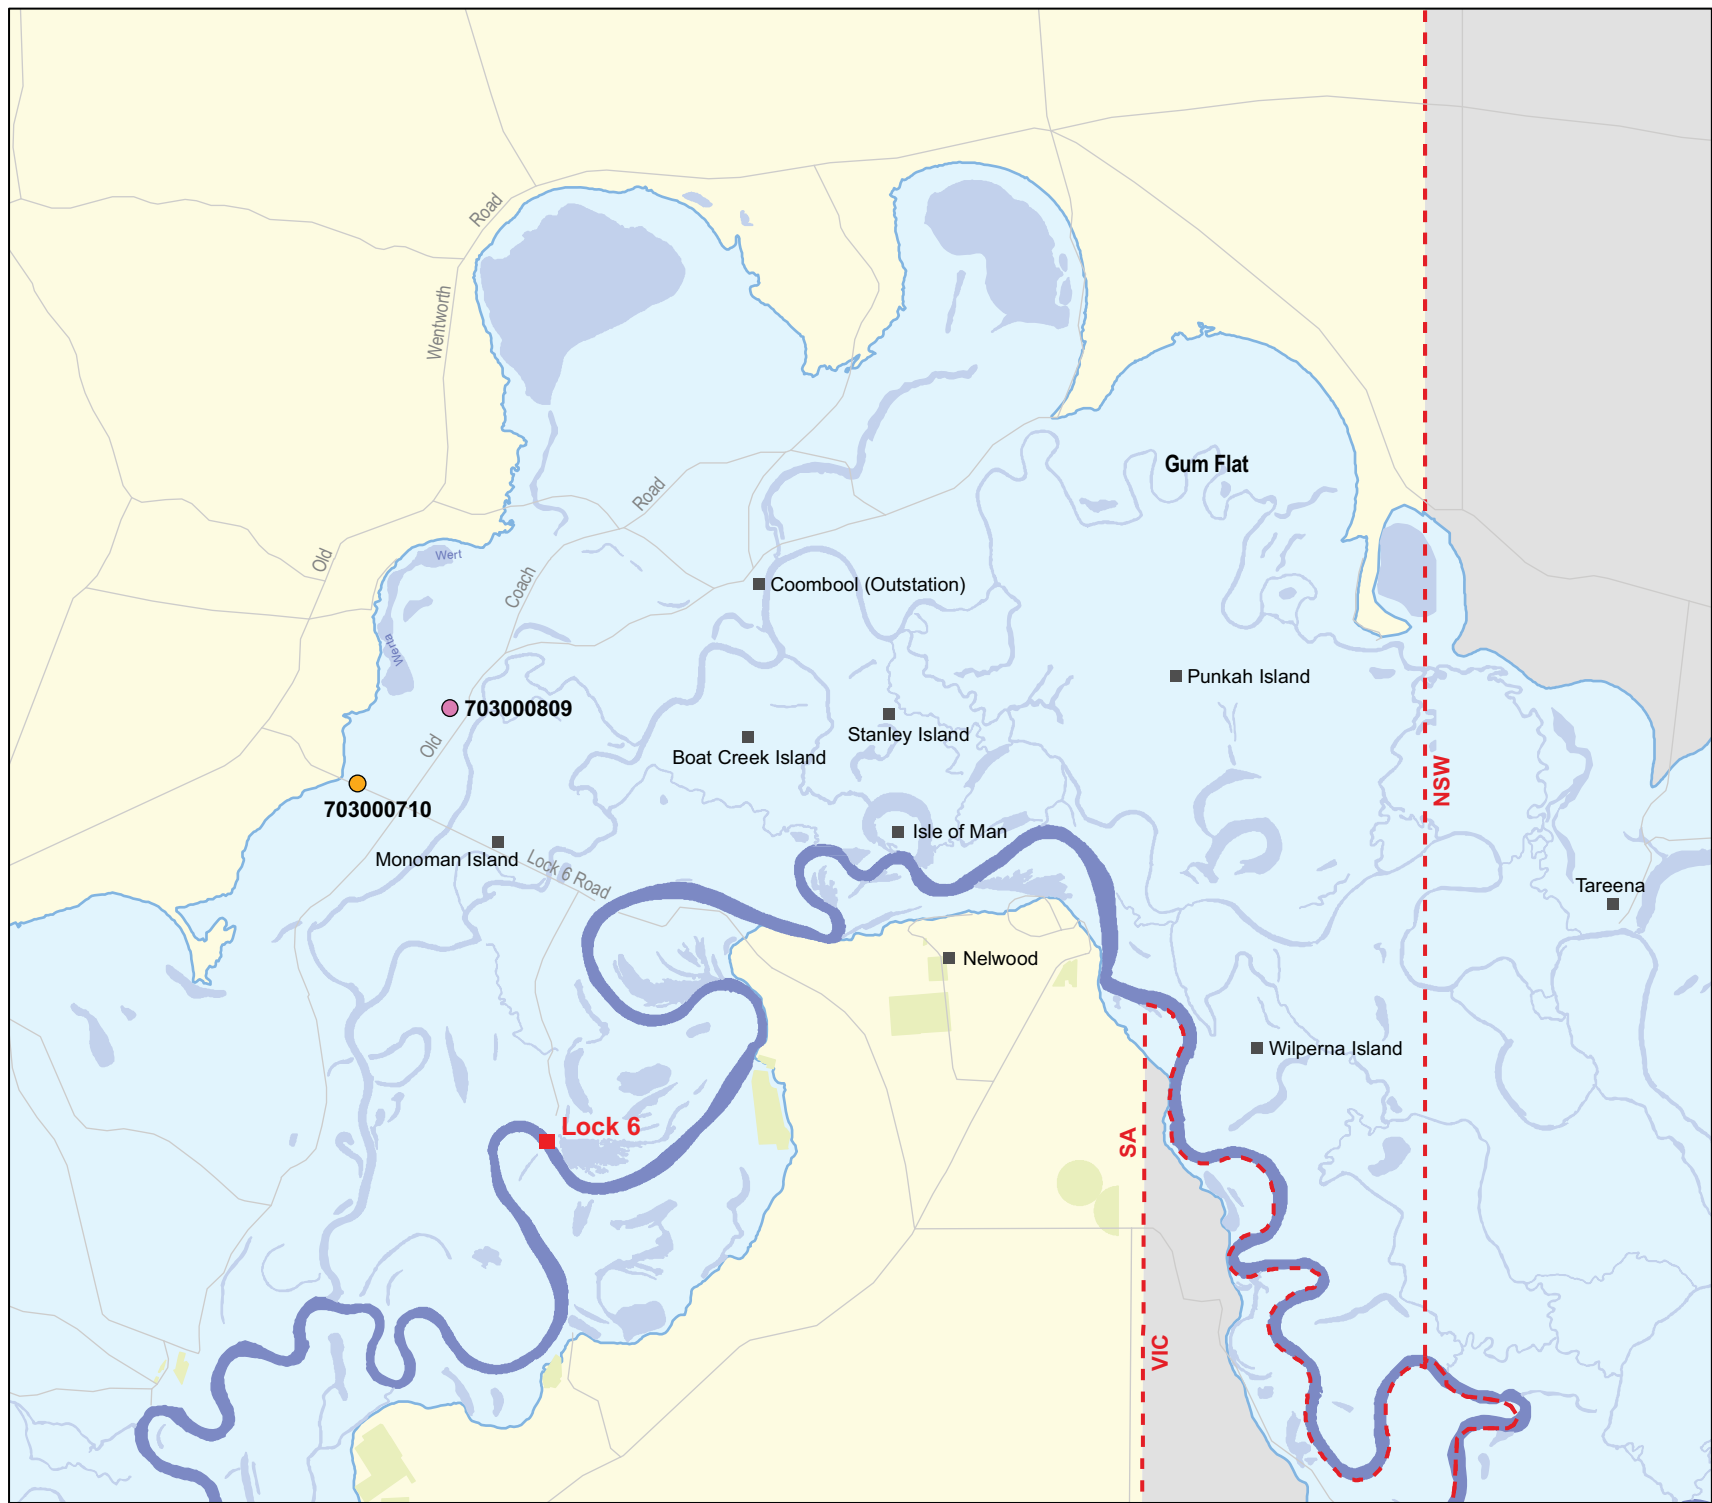 Road
Wentworth
Gum Flat
Road
Old
Wert
Coach
Coombool (Outstation)
Werta
Punkah Island
703000809
Old
Stanley Island
Boat Creek Island
NSW
703000710
Isle of Man
Monoman Island
Lock 6 Road
Tareena
Nelwood
Wilperna Island
Lock 6
SA
VIC